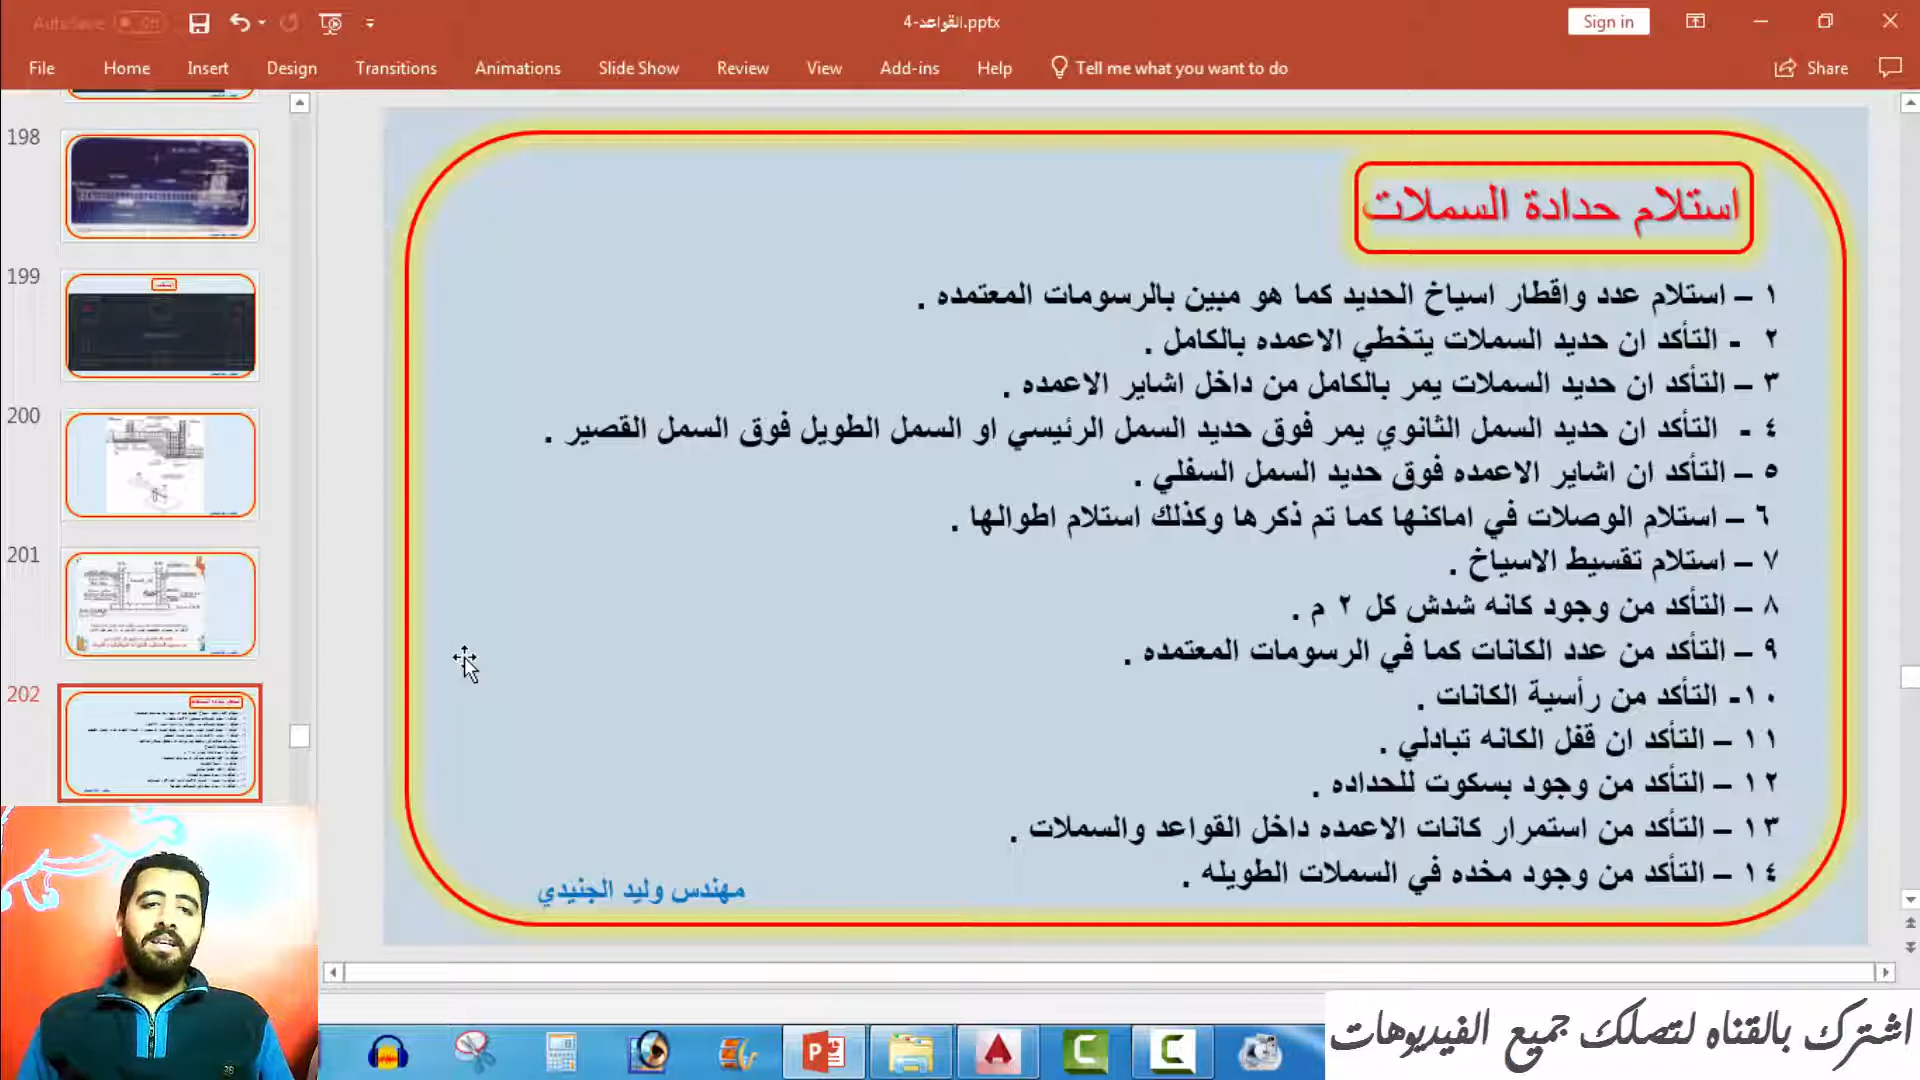 AutoSave
Off
القواعد-4.pptx
Sign in
File
Home
Insert
Design
Transitions
Animations
Slide Show
Review
View
Add-ins
Help
Tell me what you want to do
Share
198
199
200
201
202
استلام حدادة السملات
١ – استلام عدد واقطار اسياخ الحديد كما هو مبين بالرسومات المعتمده .
٢ - التأكد ان حديد السملات يتخطي الاعمده بالكامل .
٣ – التأكد ان حديد السملات يمر بالكامل من داخل اشاير الاعمده .
٤ - التأكد ان حديد السمل الثانوي يمر فوق حديد السمل الرئيسي او السمل الطويل فوق السمل القصير .
٥ – التأكد ان اشاير الاعمده فوق حديد السمل السفلي .
٦ – استلام الوصلات في اماكنها كما تم ذكرها وكذلك استلام اطوالها .
٧ – استلام تقسيط الاسياخ .
٨ – التأكد من وجود كانه شدش كل ٢ م .
٩ – التأكد من عدد الكانات كما في الرسومات المعتمده .
١٠- التأكد من رأسية الكانات .
١١ – التأكد ان قفل الكانه تبادلي .
١٢ – التأكد من وجود بسكوت للحداده .
١٣ – التأكد من استمرار كانات الاعمده داخل القواعد والسملات .
١٤ – التأكد من وجود مخده في السملات الطويله .
مهندس وليد الجنيدي
اشترك بالقناه لتصلك جميع الفيديوهات